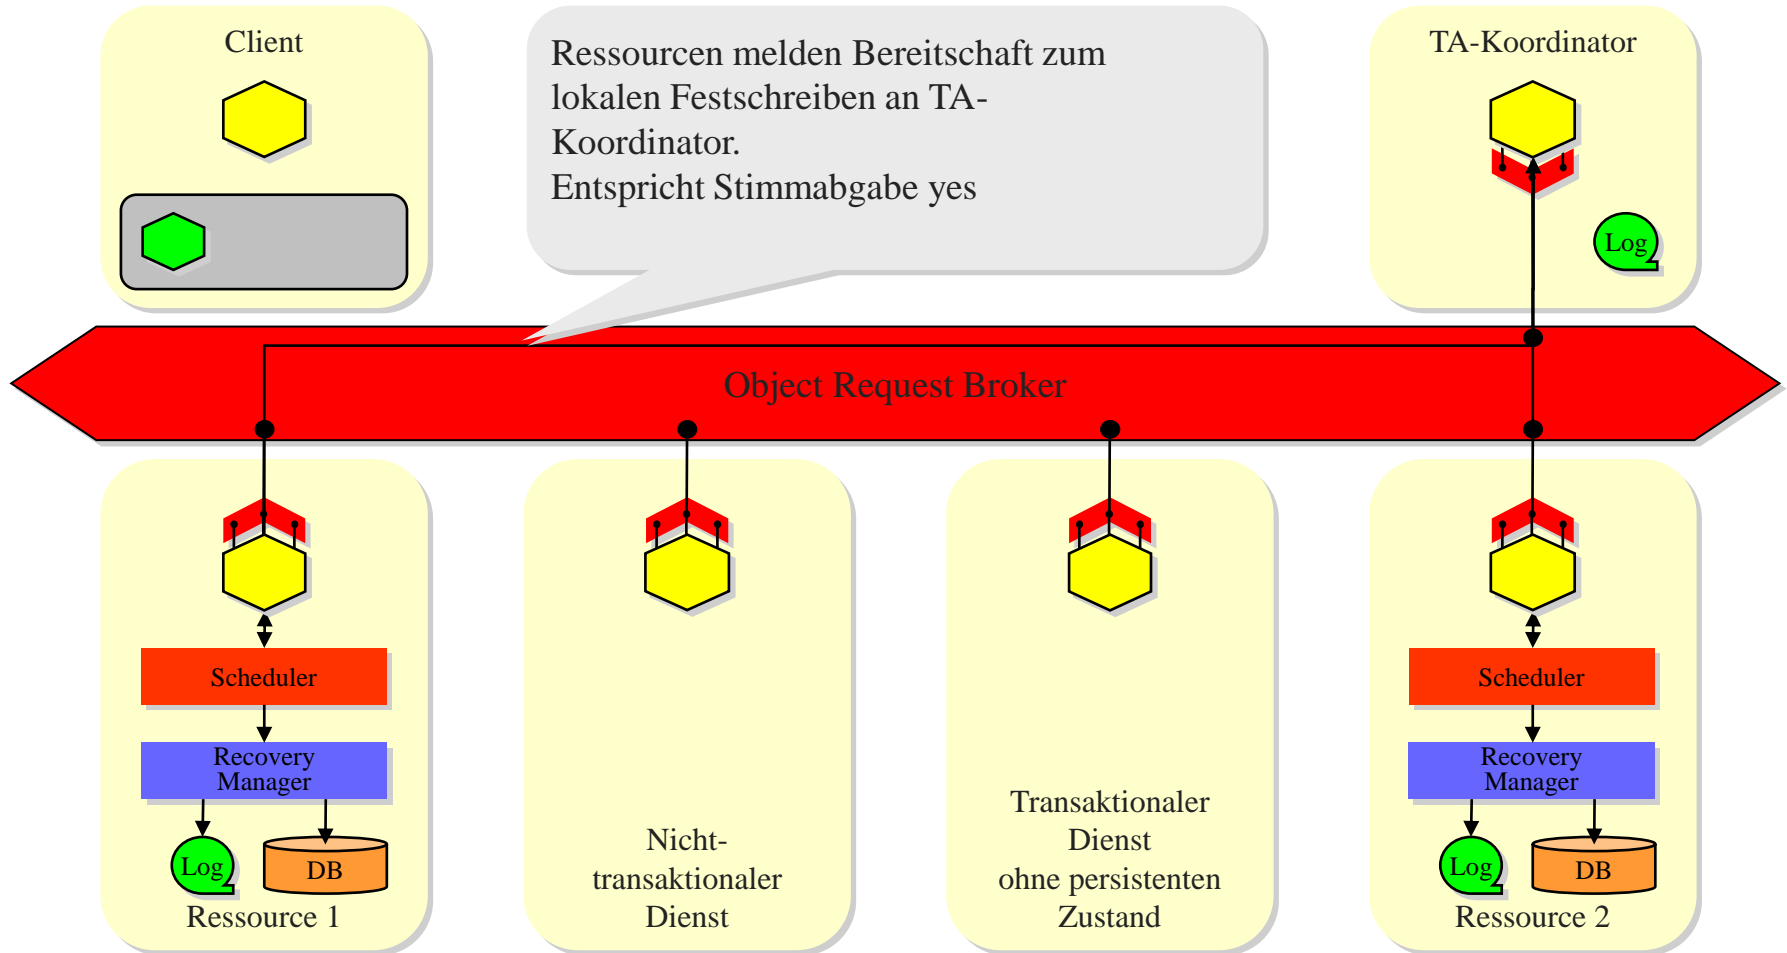 Client
Ressourcen melden Bereitschaft zum
lokalen Festschreiben an TA-
Koordinator.
Entspricht Stimmabgabe yes
TA-Koordinator
Log
Object Request Broker
Scheduler
Recovery
Manager
Log
DB
Ressource 1
Nicht-
transaktionaler
Dienst
Transaktionaler
Dienst
ohne persistenten
Zustand
Scheduler
Recovery
Manager
Log
DB
Ressource 2